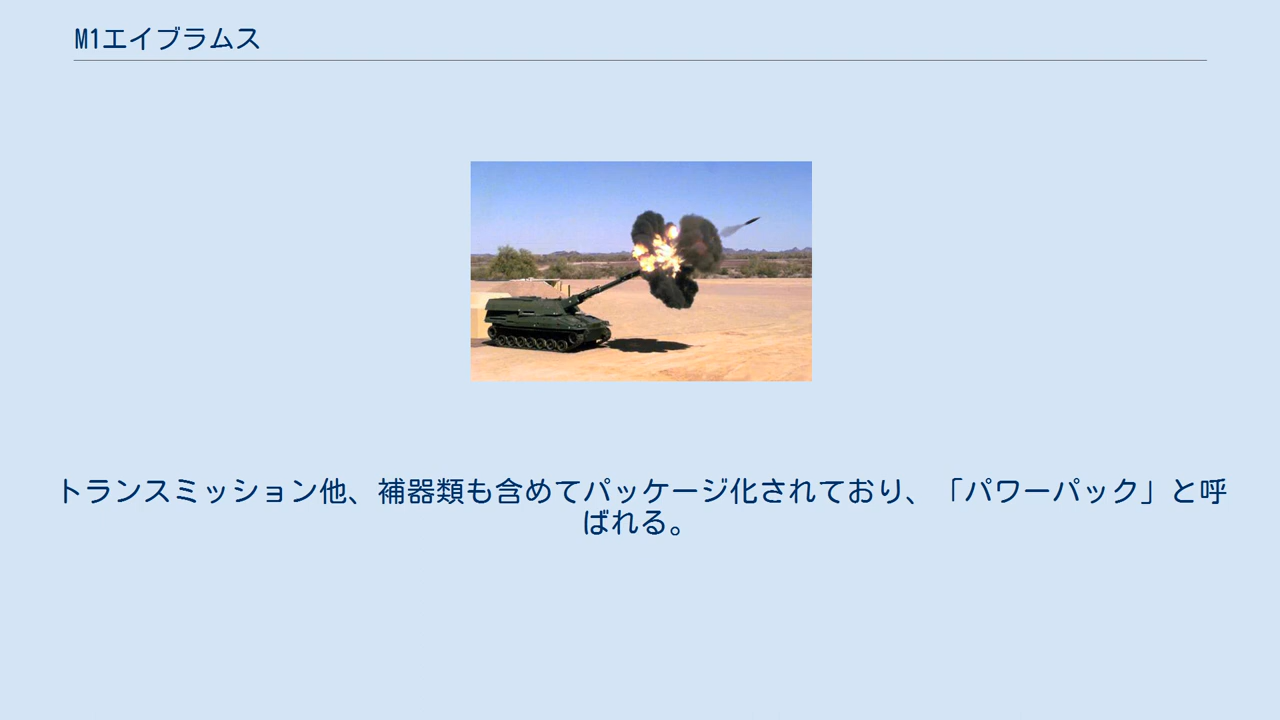 M1エイブラムス
トランスミッション他、補器類も含めてパッケージ化されており、「パワーパック」と呼
ばれる。